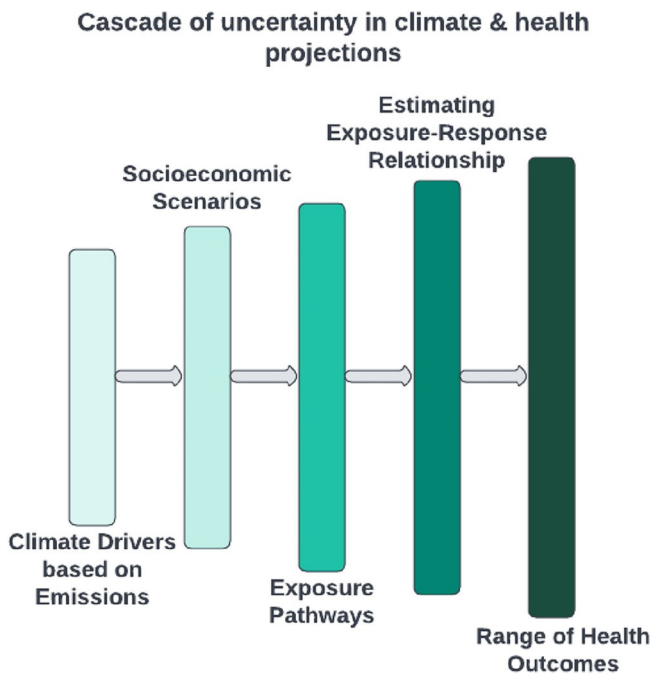 Cascade of uncertainty in climate & health
projections
Estimating
Exposure-Response
Relationship
Socioeconomic
Scenarios
Climate Drivers
based on
Emissions
Exposure
Pathways
Range of Health
Outcomes